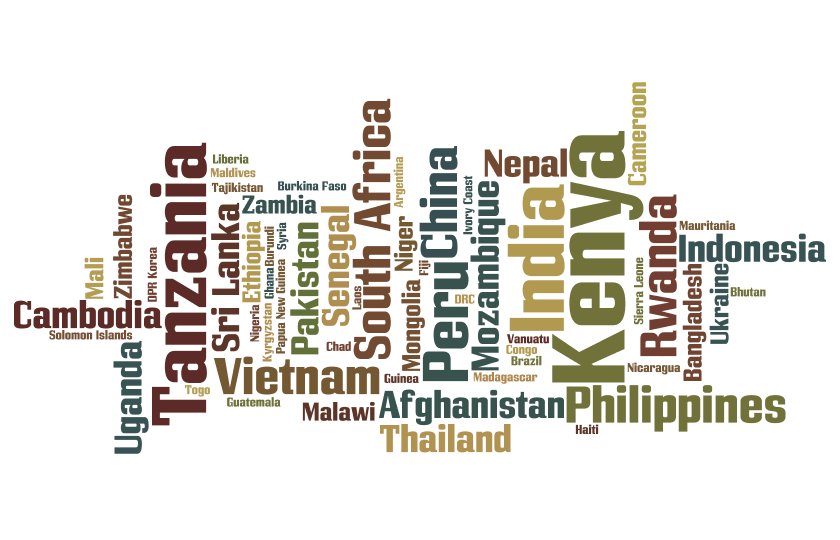 Liberia
Maldives
Tajikistan
Burkina Faso
Zambia
Argentina
South Africa
Tanzania
Zimbabwe
Mali
DPR Korea
Cambodia
Solomon Islands
Uganda
Togo
Sri Lanka
Ethiopia
Burundi
Syria
Ghana
Nigeria
Kyrgyzstan
Papua New Guinea
Pakistan
Senegal
Laos
Chad
Vietnam
Guatemala
Malawi
Guinea
Niger
Fiji
Mongolia
China
Peru
Ivory Coast
DRC
Mozambique
Madagascar
Nepal
India
Vanuatu
Congo
Brazil
Kenya
Cameroon
Sierra Leone
Rwanda
Mauritania
Indonesia
Bangladesh
Ukraine
Bhutan
Nicaragua
Afghanistan
Philippines
Thailand
Haiti